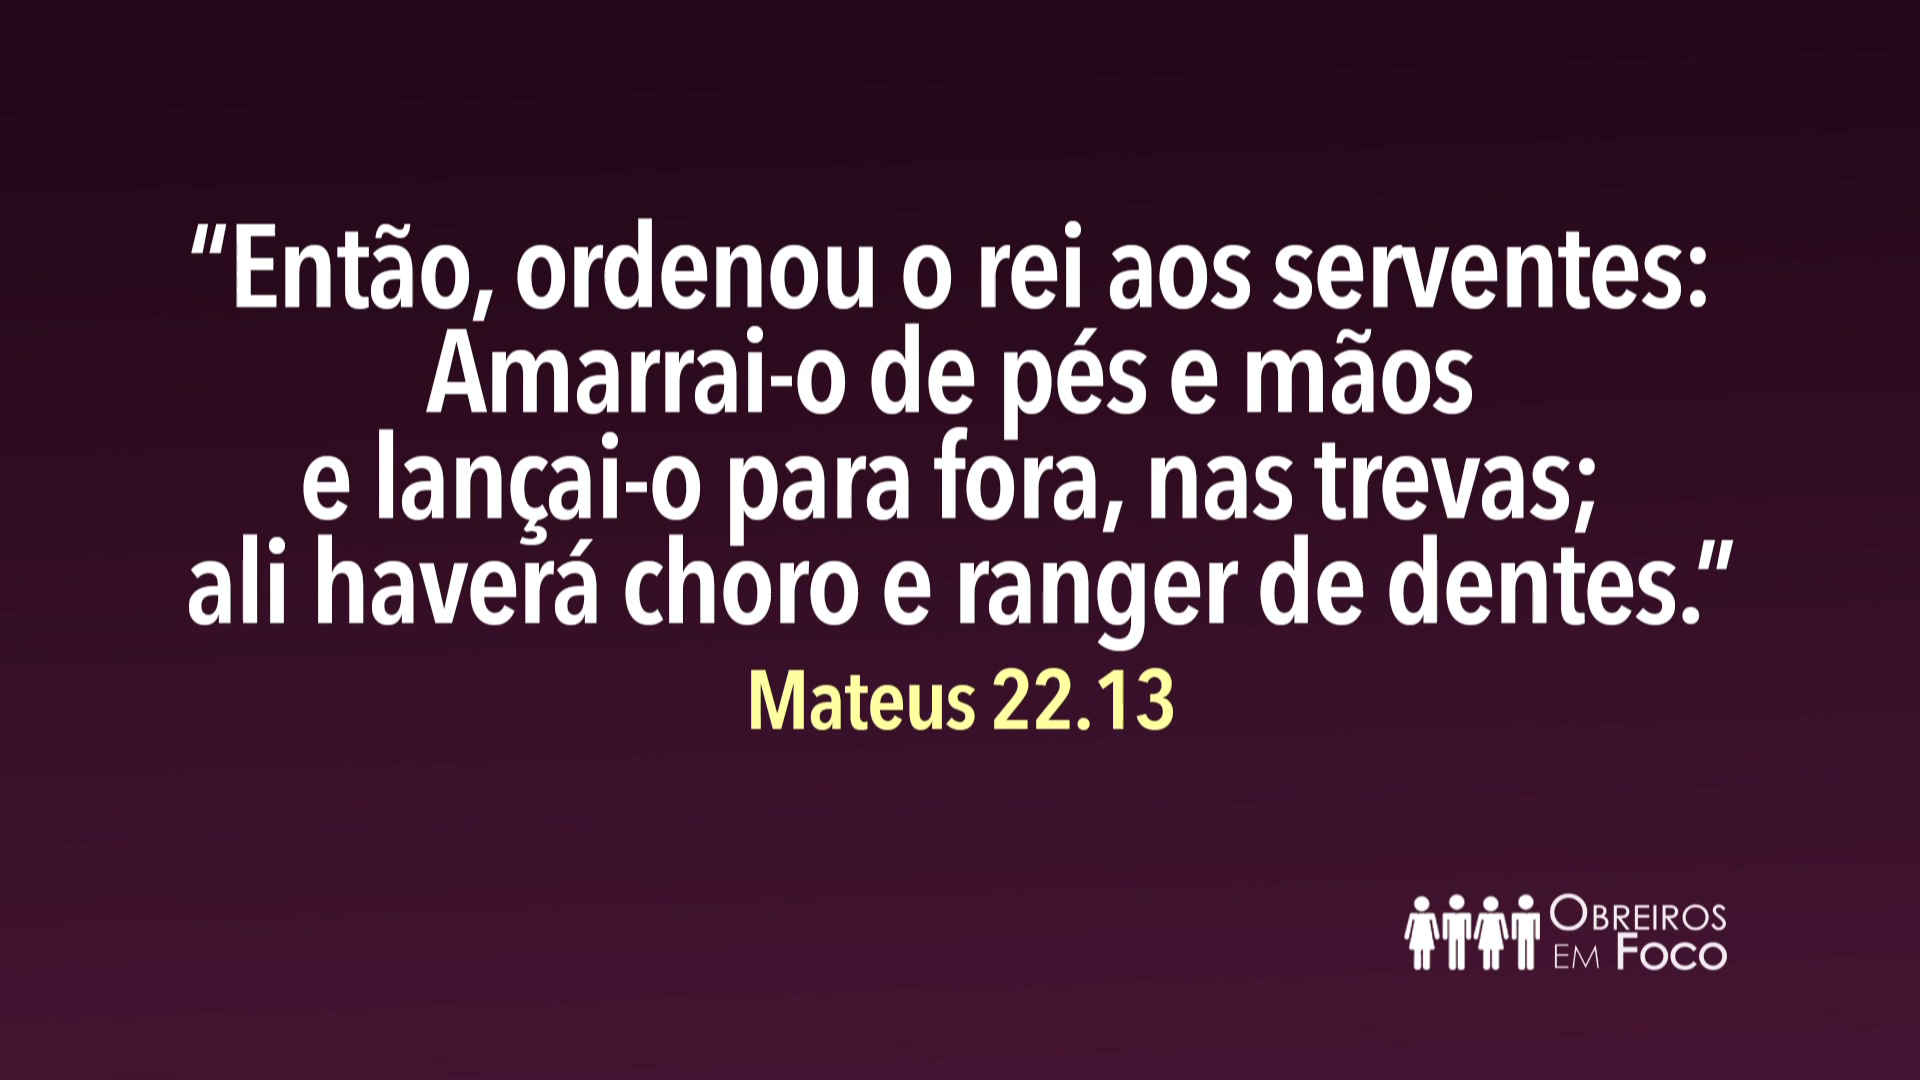 “Então, ordenou o rei aos serventes:
Amarrai-o de pés e mãos
e lançai-o para fora, nas trevas;
ali haverá choro e ranger de dentes.”
Mateus 22.13
OBREIROS
EM FOCO